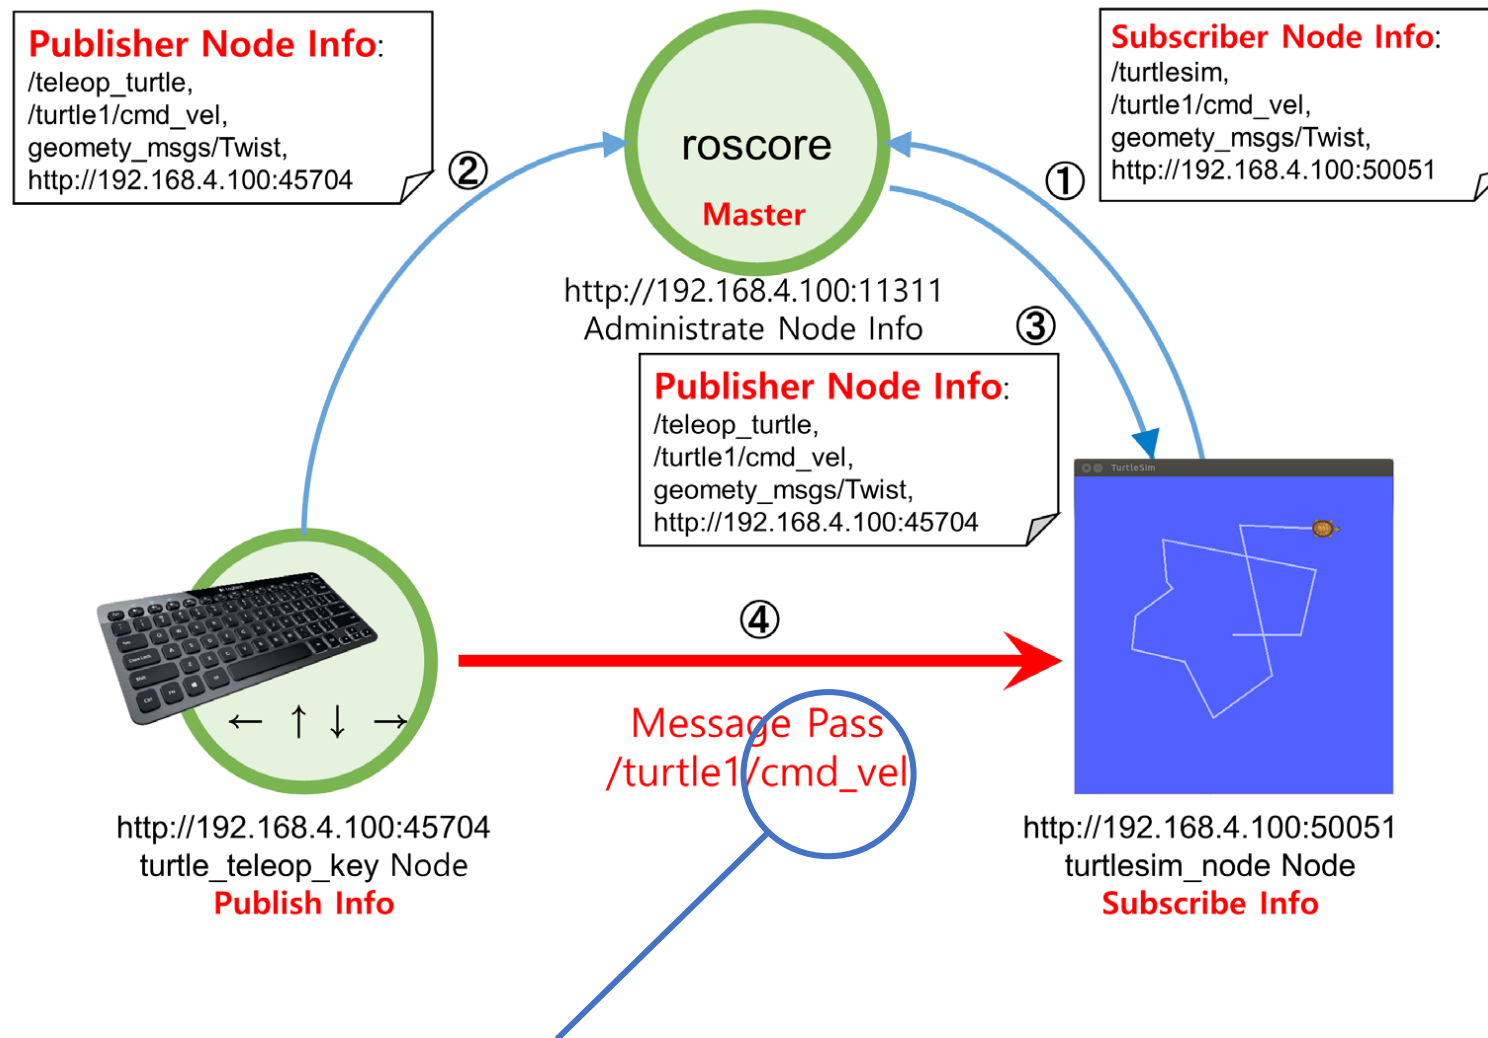 Publisher Node Info:
/teleop_turtle,
/turtle1/cmd_vel,
geomety_msgs/Twist,
http://192.168.4.100:45704
②
roscore
Master
http://192.168.4.100:11311
Administrate Node Info
①
Subscriber Node Info:
/turtlesim,
/turtle1/cmd_vel,
geomety_msgs/Twist,
http://192.168.4.100:50051
③
Publisher Node Info:
/teleop_turtle,
/turtle1/cmd_vel,
geomety_msgs/Twist,
http://192.168.4.100:45704
TurtleSim
← ↑ ↓ →
④
Message Pass
/turtle1/cmd_vel
http://192.168.4.100:45704
turtle_teleop_key Node
Publish Info
http://192.168.4.100:50051
turtlesim_node Node
Subscribe Info